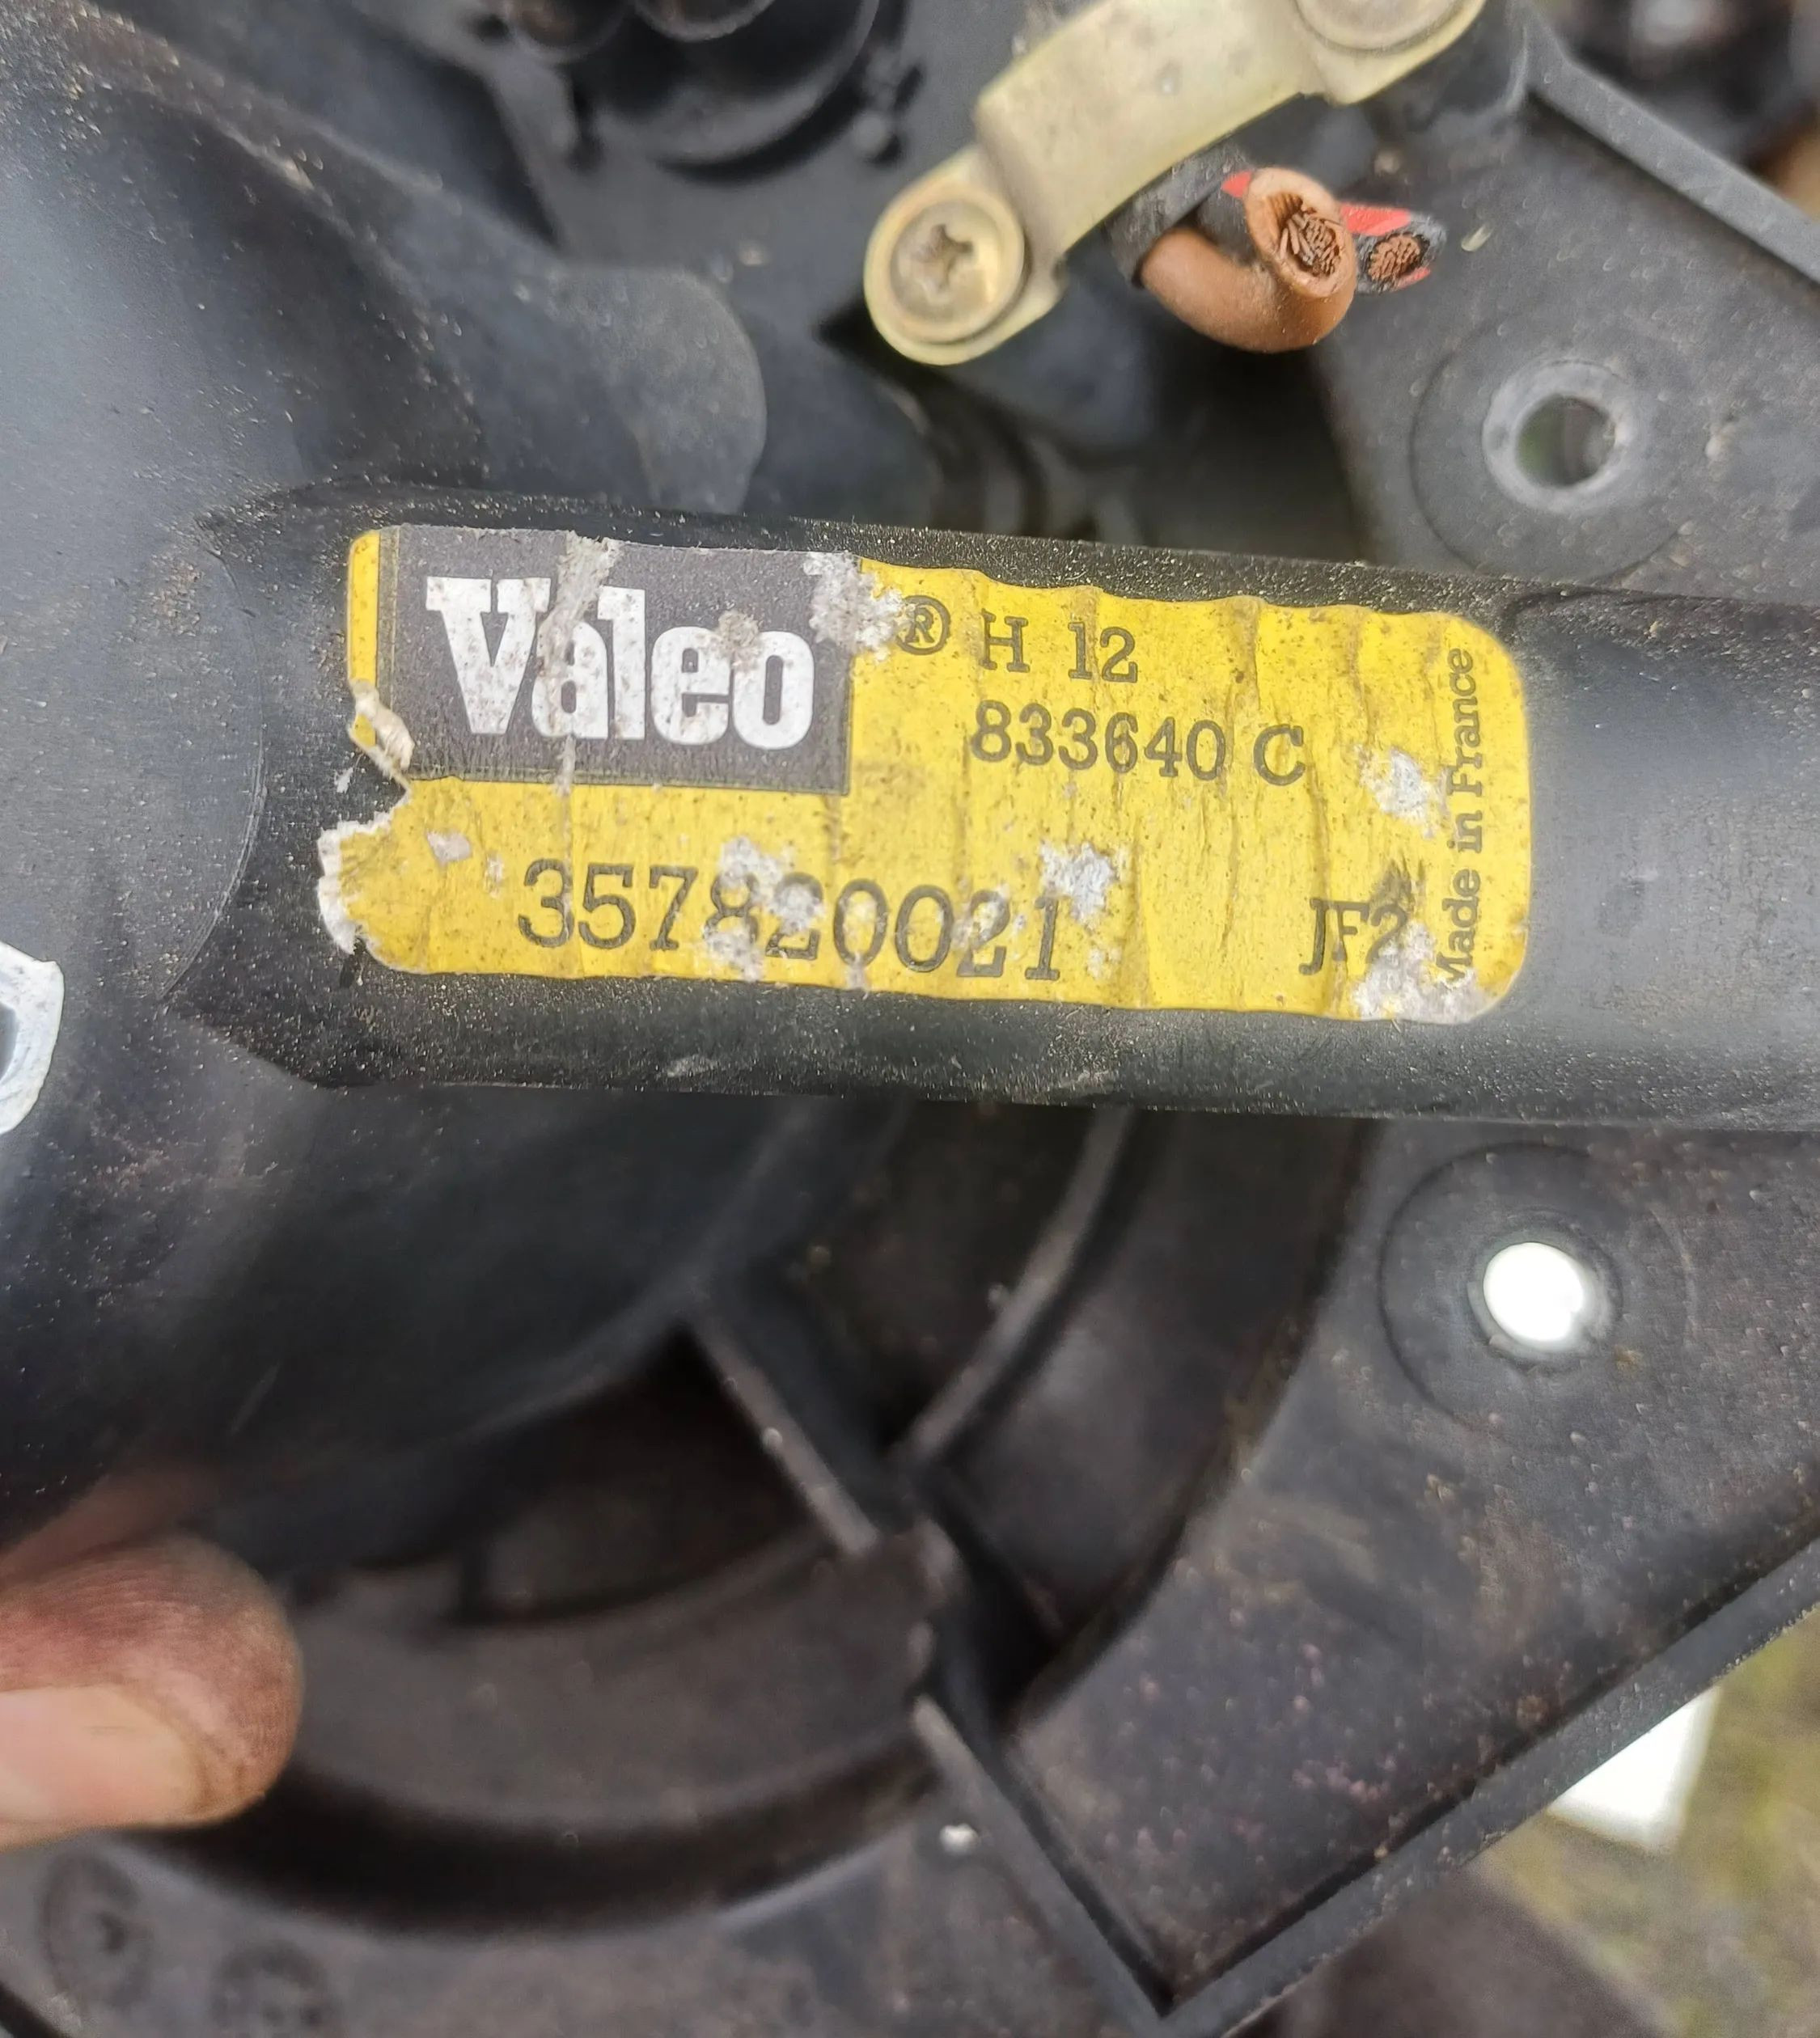 Valeo® H 12
833640 C
357820021 JF2
Made in France